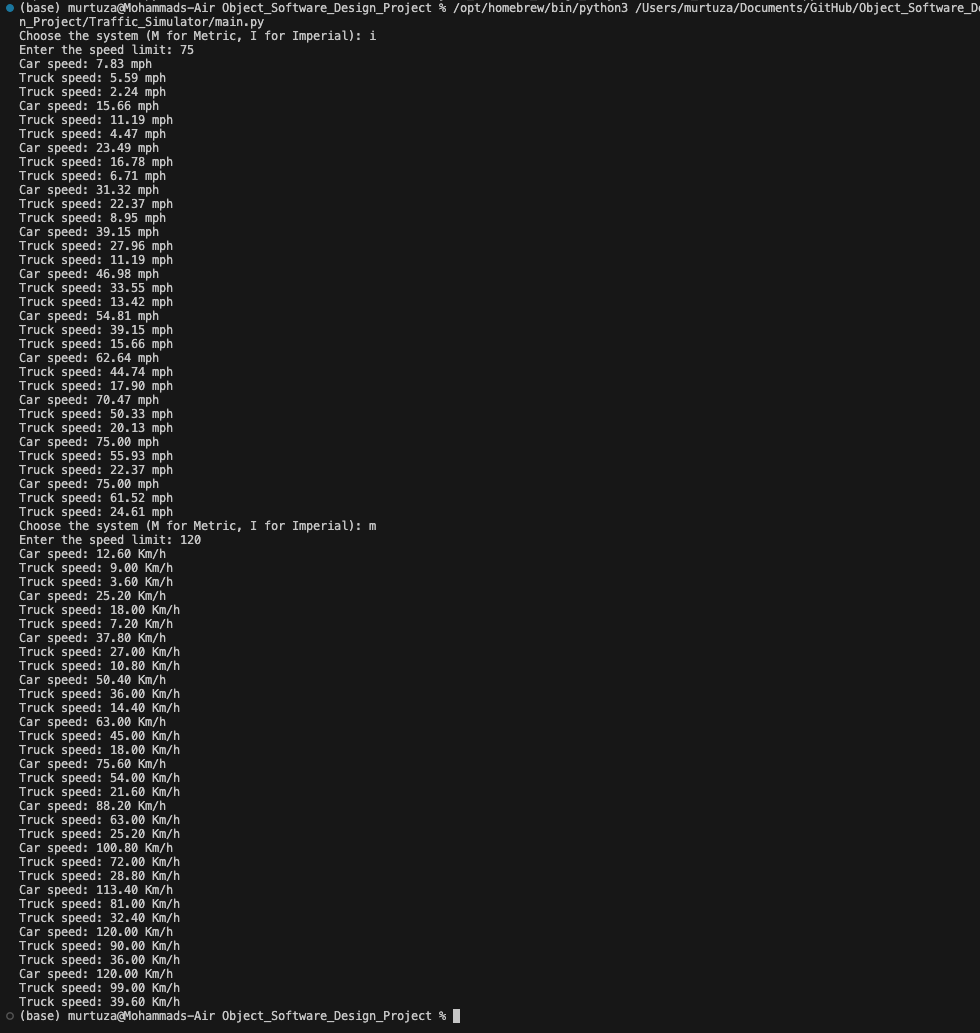 (base) murtuza@Mohammads-Air Object_Software_Design_Project % /opt/homebrew/bin/python3 /Users/murtuza/Documents/GitHub/Object_Software_De
n_Project/Traffic_Simulator/main.py
Choose the system (M for Metric, I for Imperial): i
Enter the speed limit: 75
Car speed: 7.83 mph
Truck speed: 5.59 mph
Truck speed: 2.24 mph
Car speed: 15.66 mph
Truck speed: 11.19 mph
Truck speed: 4.47 mph
Car speed: 23.49 mph
Truck speed: 16.78 mph
Truck speed: 6.71 mph
Car speed: 31.32 mph
Truck speed: 22.37 mph
Truck speed: 8.95 mph
Car speed: 39.15 mph
Truck speed: 27.96 mph
Truck speed: 11.19 mph
Car speed: 46.98 mph
Truck speed: 33.55 mph
Truck speed: 13.42 mph
Car speed: 54.81 mph
Truck speed: 39.15 mph
Truck speed: 15.66 mph
Car speed: 62.64 mph
Truck speed: 44.74 mph
Truck speed: 17.90 mph
Car speed: 70.47 mph
Truck speed: 50.33 mph
Truck speed: 20.13 mph
Car speed: 75.00 mph
Truck speed: 55.93 mph
Truck speed: 22.37 mph
Car speed: 75.00 mph
Truck speed: 61.52 mph
Truck speed: 24.61 mph
Choose the system (M for Metric, I for Imperial): m
Enter the speed limit: 120
Car speed: 12.60 Km/h
Truck speed: 9.00 Km/h
Truck speed: 3.60 Km/h
Car speed: 25.20 Km/h
Truck speed: 18.00 Km/h
Truck speed: 7.20 Km/h
Car speed: 37.80 Km/h
Truck speed: 27.00 Km/h
Truck speed: 10.80 Km/h
Car speed: 50.40 Km/h
Truck speed: 36.00 Km/h
Truck speed: 14.40 Km/h
Car speed: 63.00 Km/h
Truck speed: 45.00 Km/h
Truck speed: 18.00 Km/h
Car speed: 75.60 Km/h
Truck speed: 54.00 Km/h
Truck speed: 21.60 Km/h
Car speed: 88.20 Km/h
Truck speed: 63.00 Km/h
Truck speed: 25.20 Km/h
Car speed: 100.80 Km/h
Truck speed: 72.00 Km/h
Truck speed: 28.80 Km/h
Car speed: 113.40 Km/h
Truck speed: 81.00 Km/h
Truck speed: 32.40 Km/h
Car speed: 120.00 Km/h
Truck speed: 90.00 Km/h
Truck speed: 36.00 Km/h
Car speed: 120.00 Km/h
Truck speed: 99.00 Km/h
Truck speed: 39.60 Km/h
(base) murtuza@Mohammads-Air Object_Software_Design_Project %